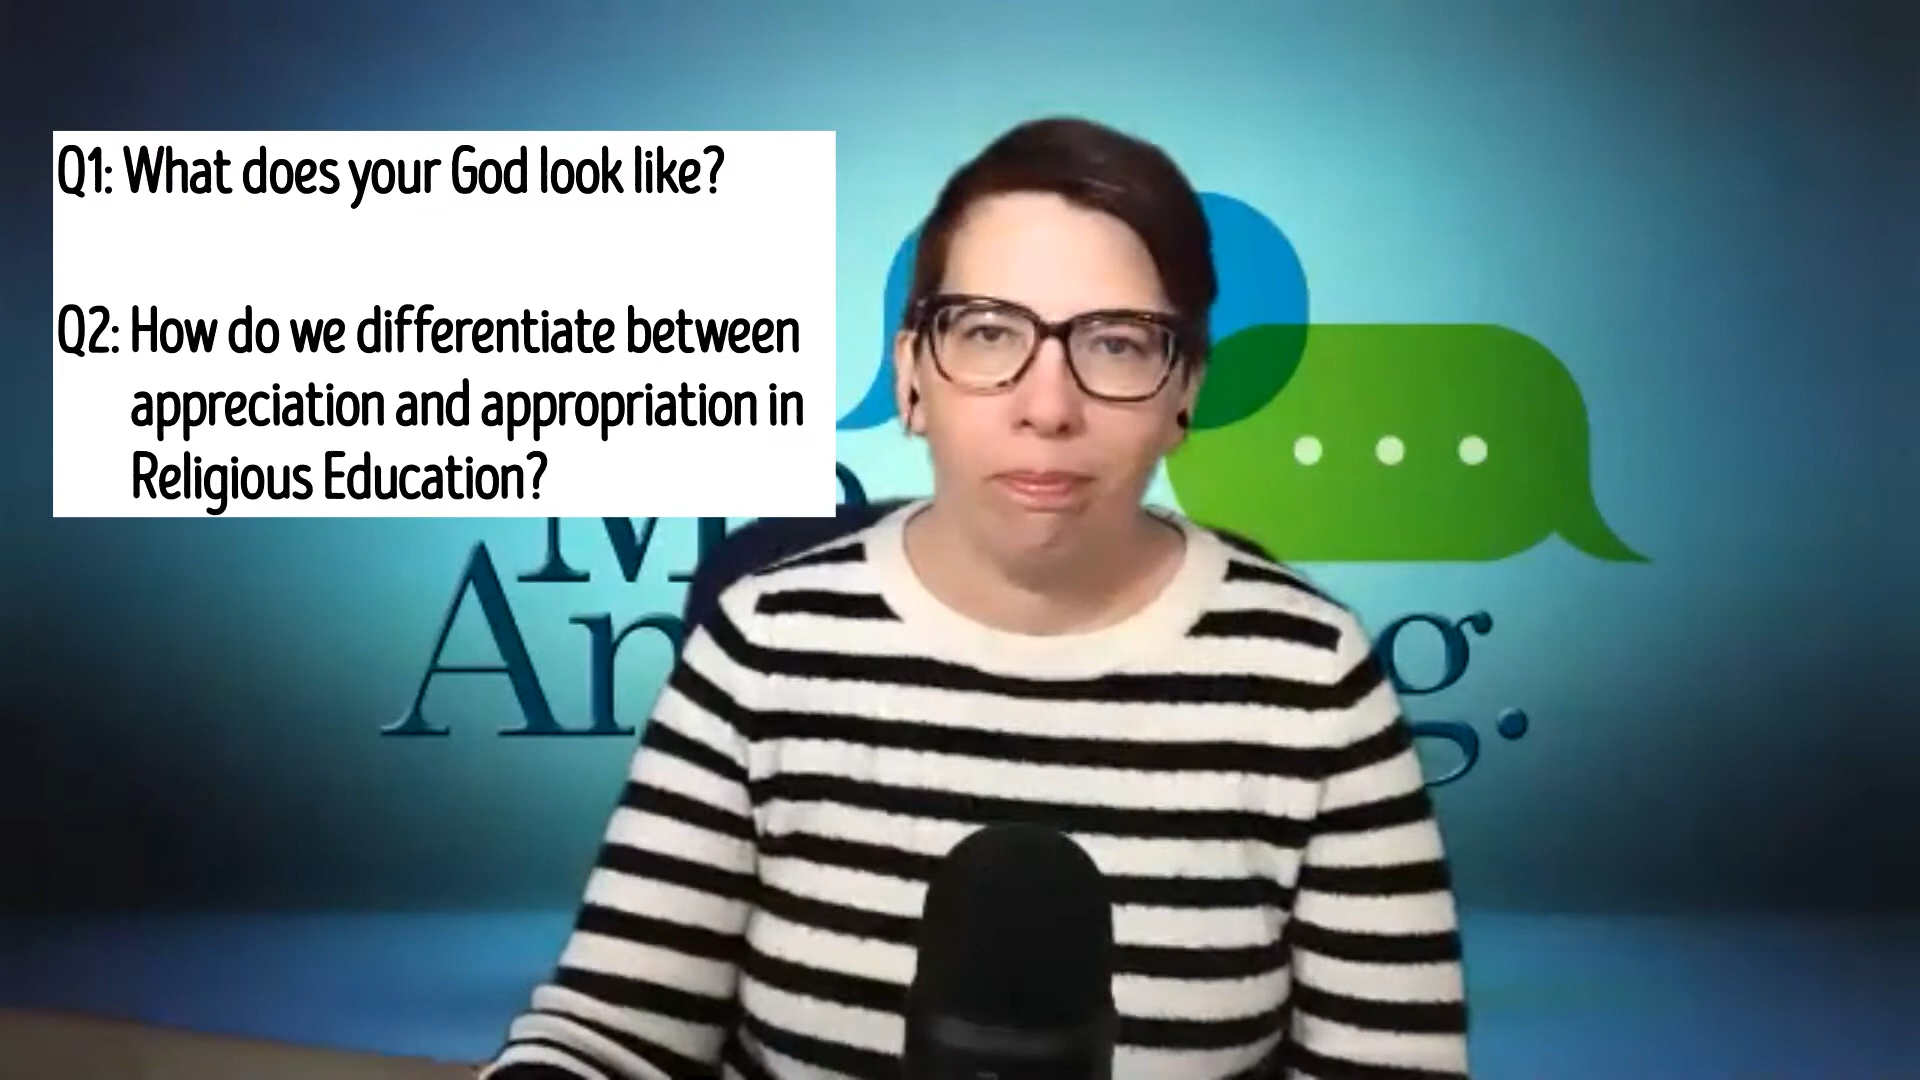 Q1: What does your God look like?
Q2: How do we differentiate between
appreciation and appropriation in
Religious Education?